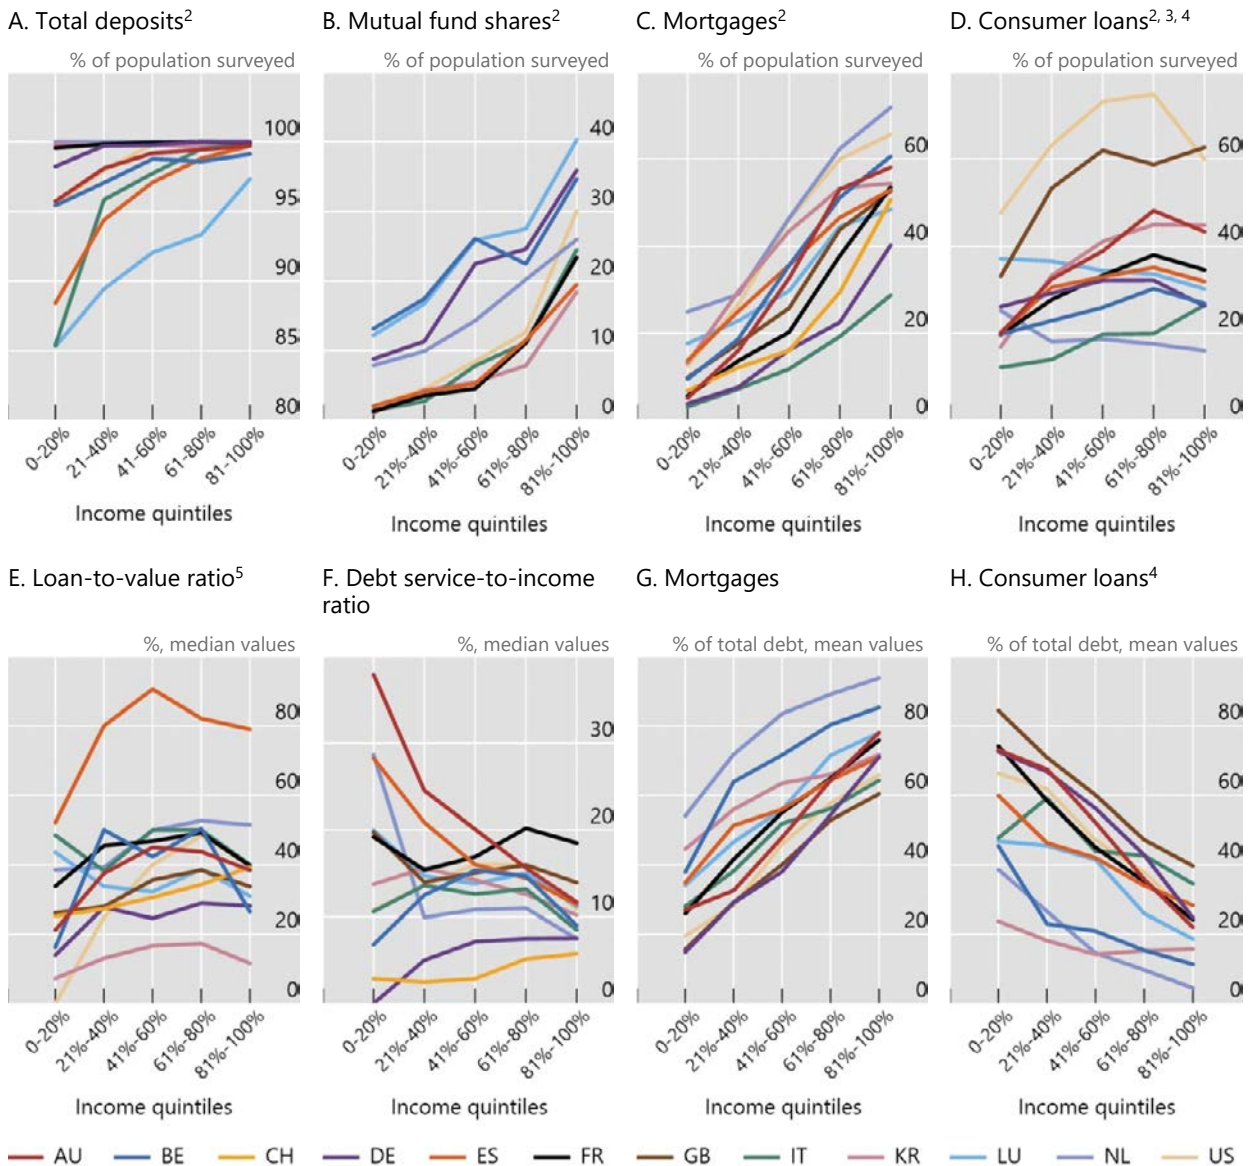 A. Total deposits²
B. Mutual fund shares²
C. Mortgages²
D. Consumer loans²˒ ³˒ ⁴
% of population surveyed
% of population surveyed
% of population surveyed
% of population surveyed
100
95
90
85
80
40
30
20
10
0
60
40
20
0
60
40
20
0
0-20%
21-40%
41-60%
61-80%
81-100%
0-20%
21%-40%
41%-60%
61%-80%
81%-100%
0-20%
21%-40%
41%-60%
61%-80%
81%-100%
0-20%
21%-40%
41%-60%
61%-80%
81%-100%
Income quintiles
Income quintiles
Income quintiles
Income quintiles
E. Loan-to-value ratio⁵
F. Debt service-to-income
ratio
G. Mortgages
H. Consumer loans⁴
%, median values
%, median values
% of total debt, mean values
% of total debt, mean values
80
60
40
20
0
30
20
10
0
80
60
40
20
0
80
60
40
20
0
0-20%
21%-40%
41%-60%
61%-80%
81%-100%
0-20%
21%-40%
41%-60%
61%-80%
81%-100%
0-20%
21%-40%
41%-60%
61%-80%
81%-100%
0-20%
21%-40%
41%-60%
61%-80%
81%-100%
Income quintiles
Income quintiles
Income quintiles
Income quintiles
AU BE CH DE ES FR GB IT KR LU NL US